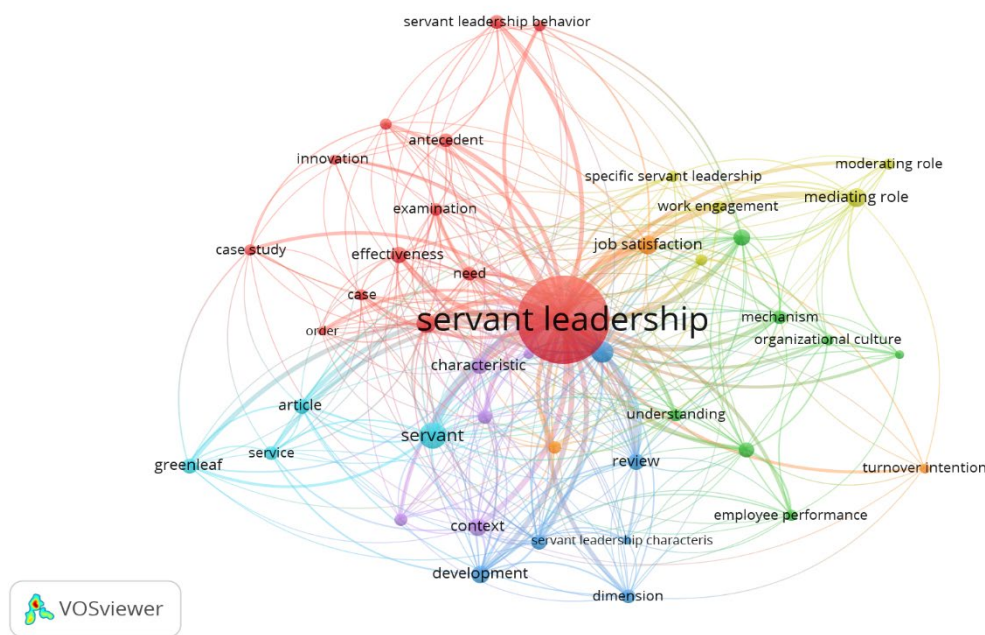 servant leadership behavior
antecedent
innovation
moderating role
specific servant leadership
mediating role
work engagement
examination
job satisfaction
case study
effectiveness
need
case
servant leadership
mechanism
order
organizational culture
characteristic
article
understanding
servant
service
greenleaf
review
turnover intention
employee performance
context
servant leadership characteris
development
dimension
VOSviewer